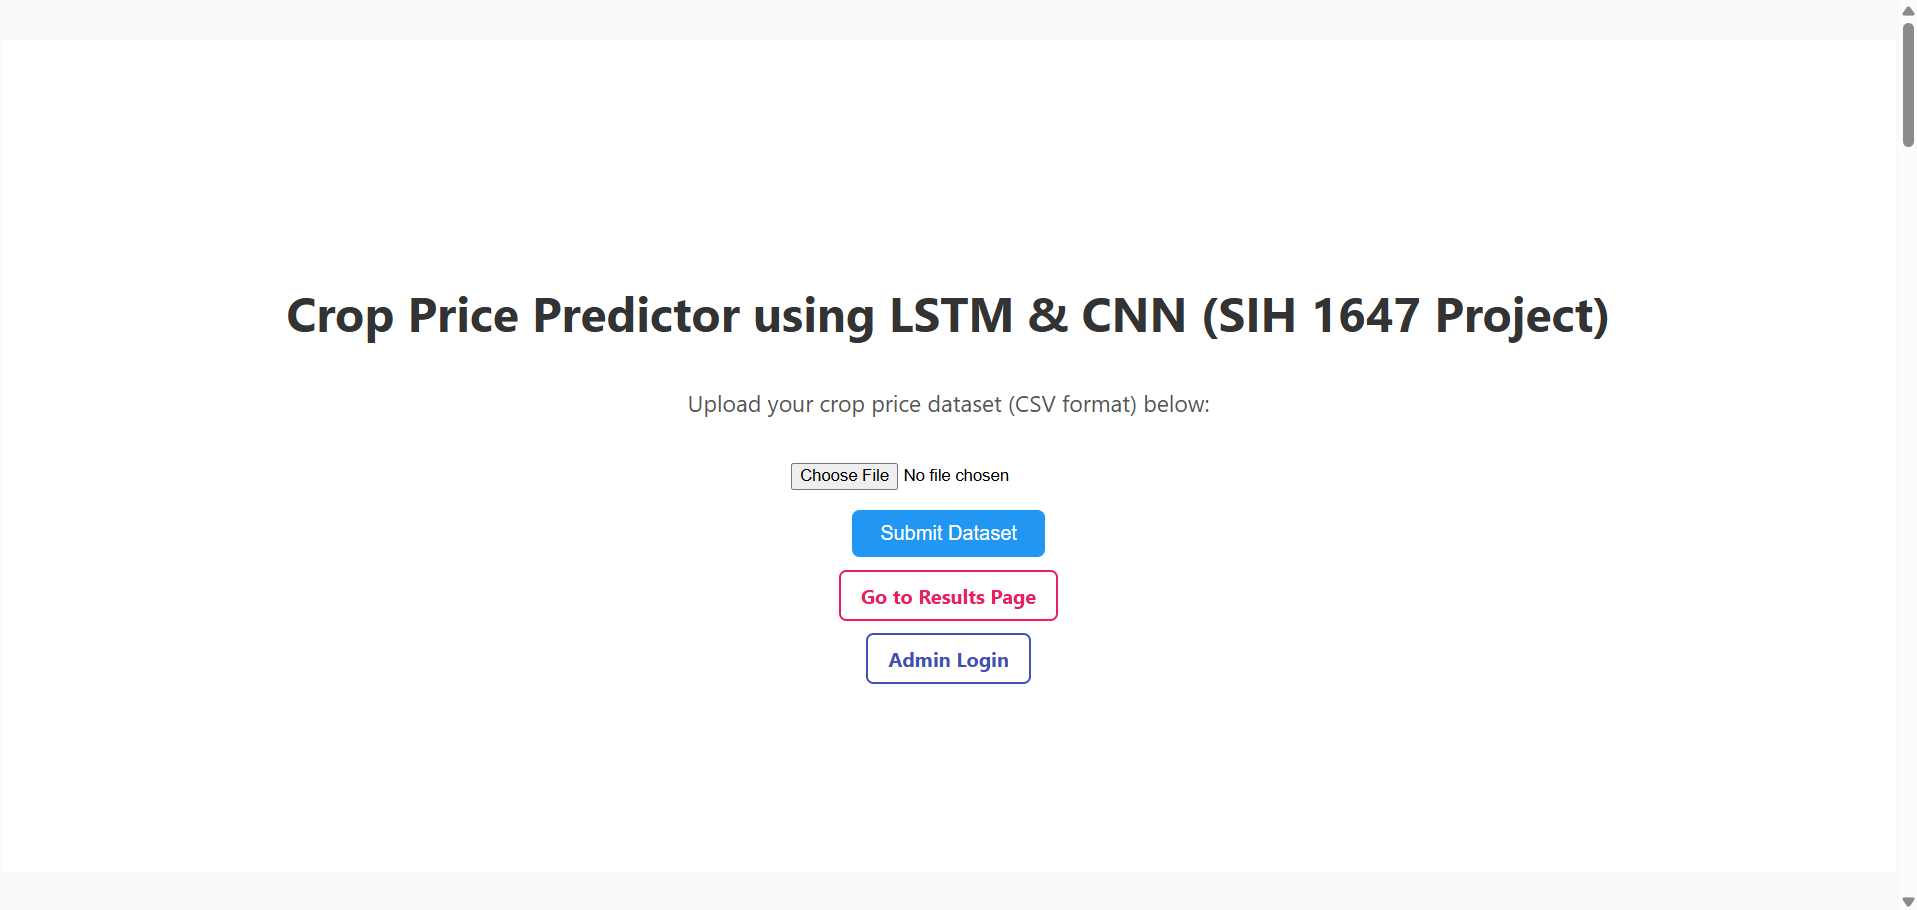 Crop Price Predictor using LSTM & CNN (SIH 1647 Project)
Upload your crop price dataset (CSV format) below:
Choose File No file chosen
Submit Dataset
Go to Results Page
Admin Login